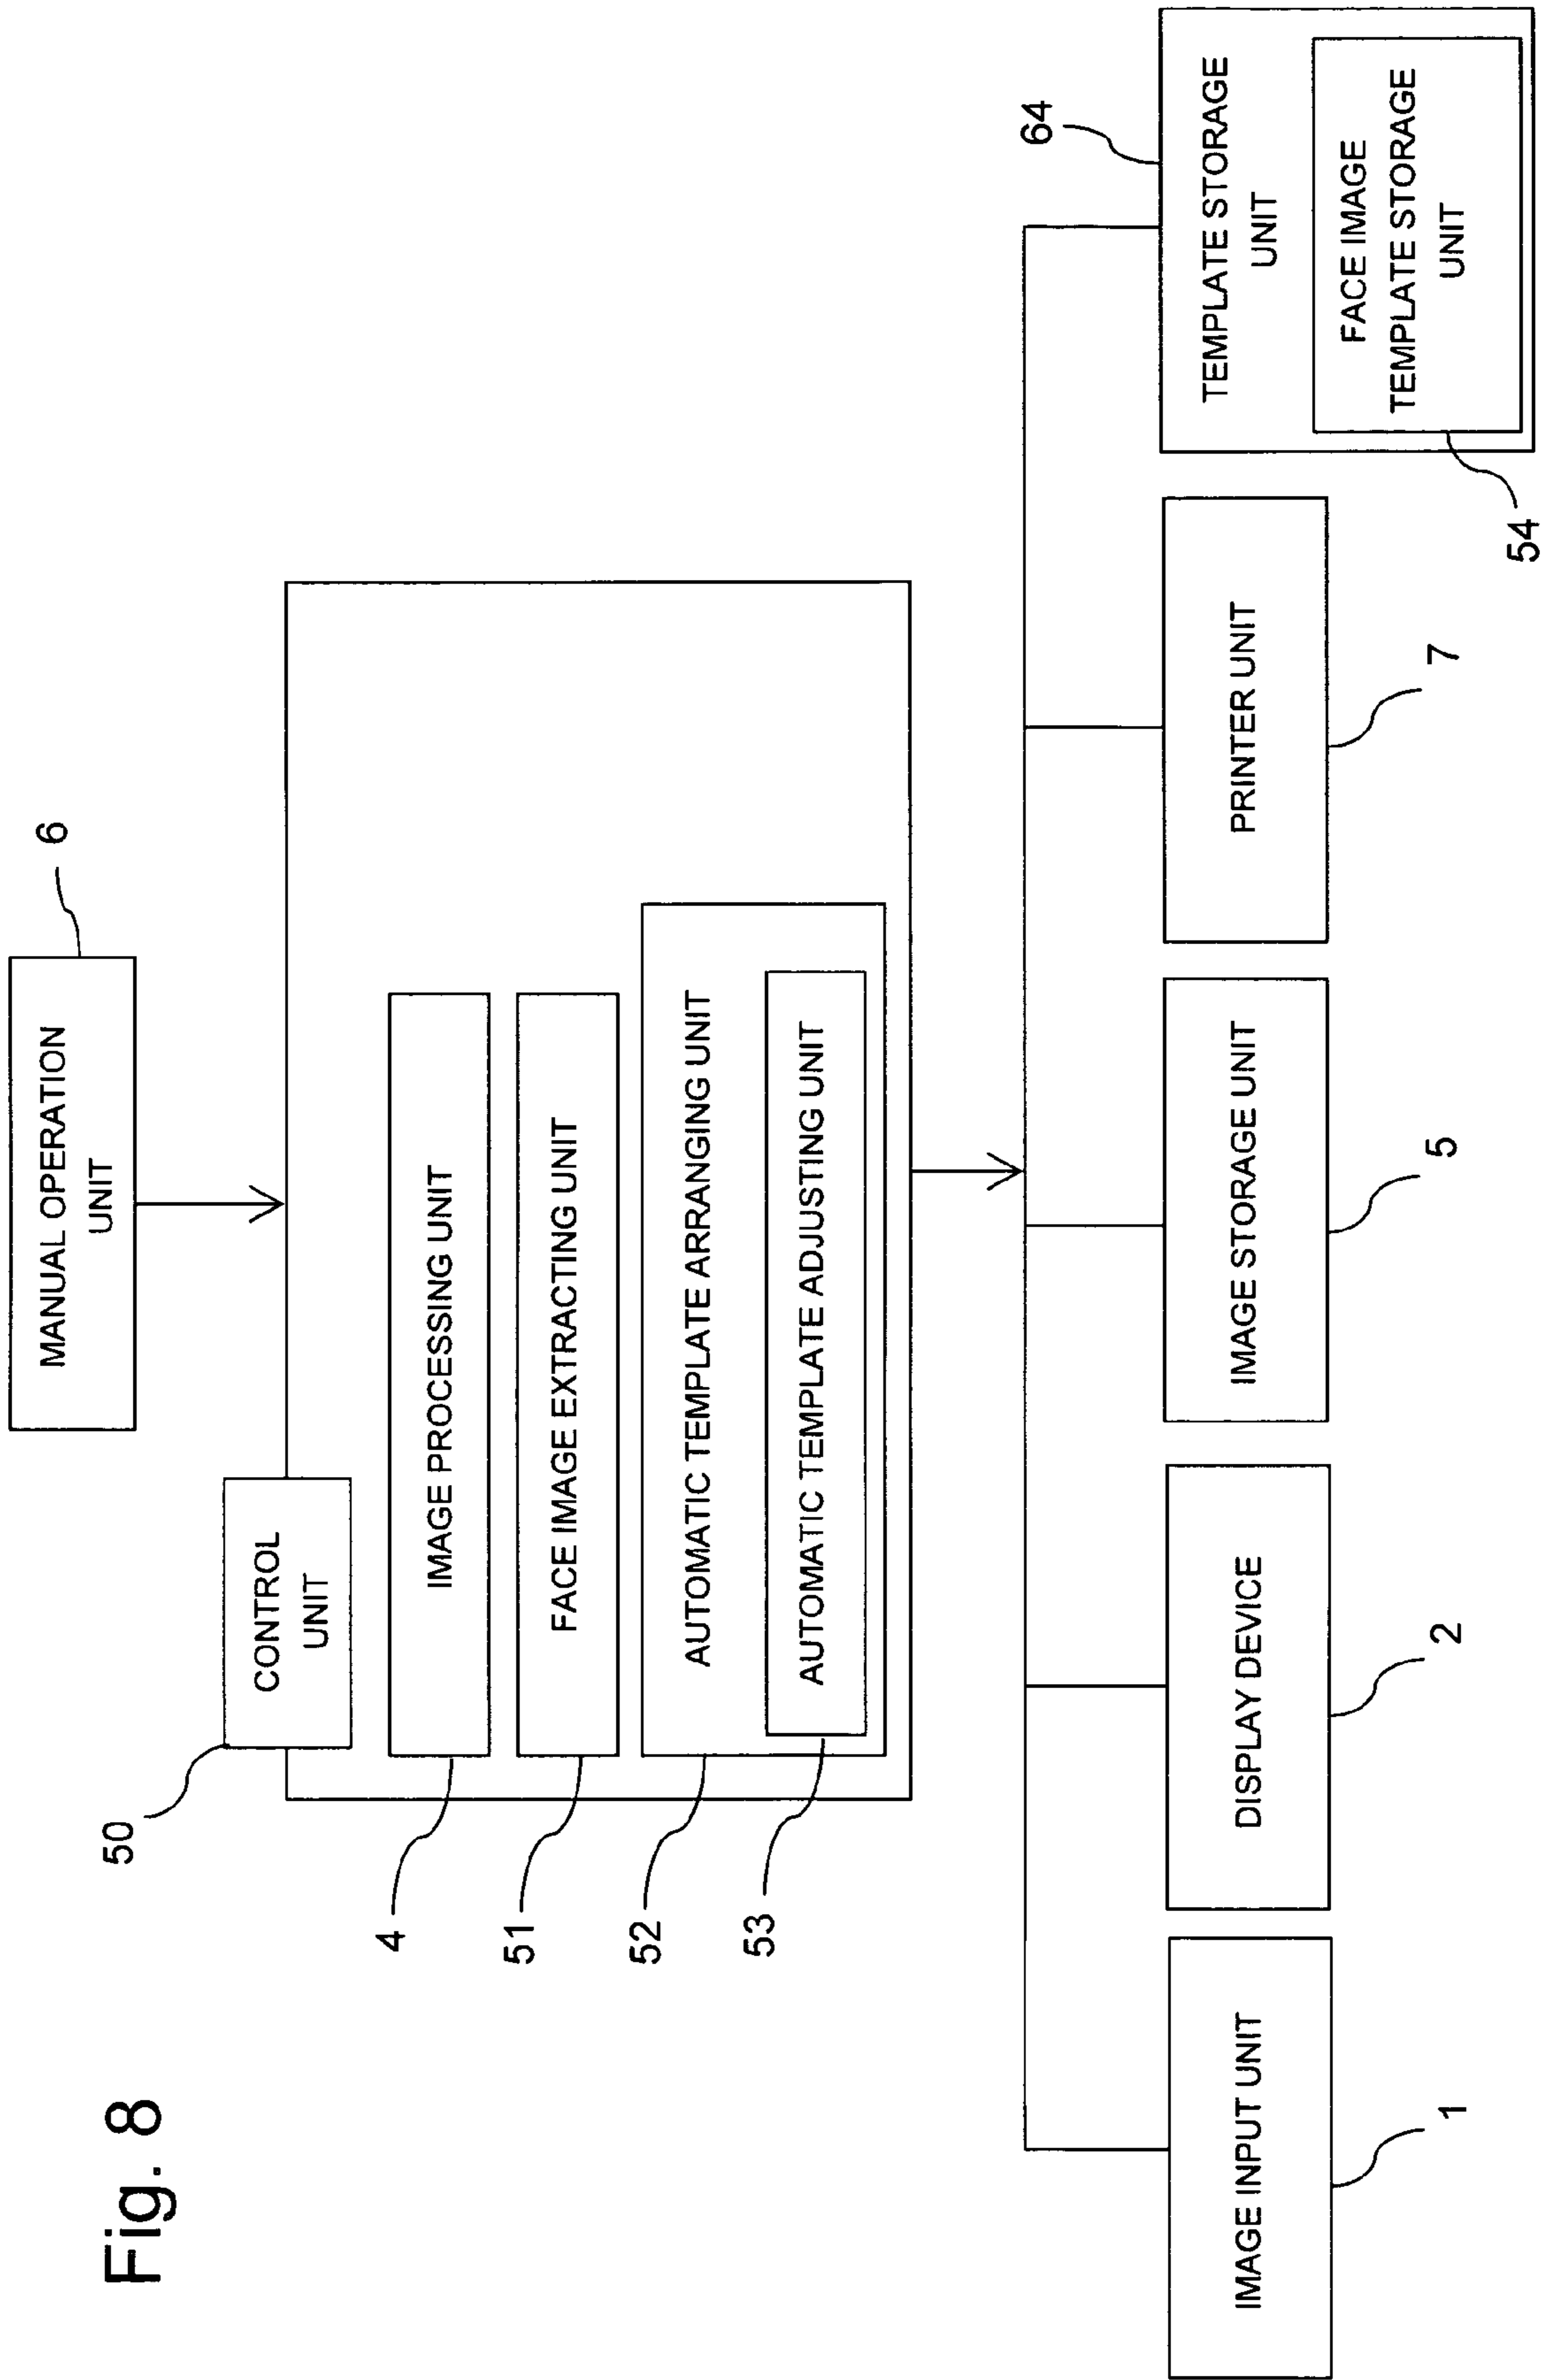 Fig. 8
MANUAL OPERATION
UNIT
6
CONTROL
UNIT
50
IMAGE PROCESSING UNIT
4
FACE IMAGE EXTRACTING UNIT
51
AUTOMATIC TEMPLATE ARRANGING UNIT
52
AUTOMATIC TEMPLATE ADJUSTING UNIT
53
IMAGE INPUT UNIT
1
DISPLAY DEVICE
2
IMAGE STORAGE UNIT
5
PRINTER UNIT
7
64
TEMPLATE STORAGE
UNIT
FACE IMAGE
TEMPLATE STORAGE
UNIT
54